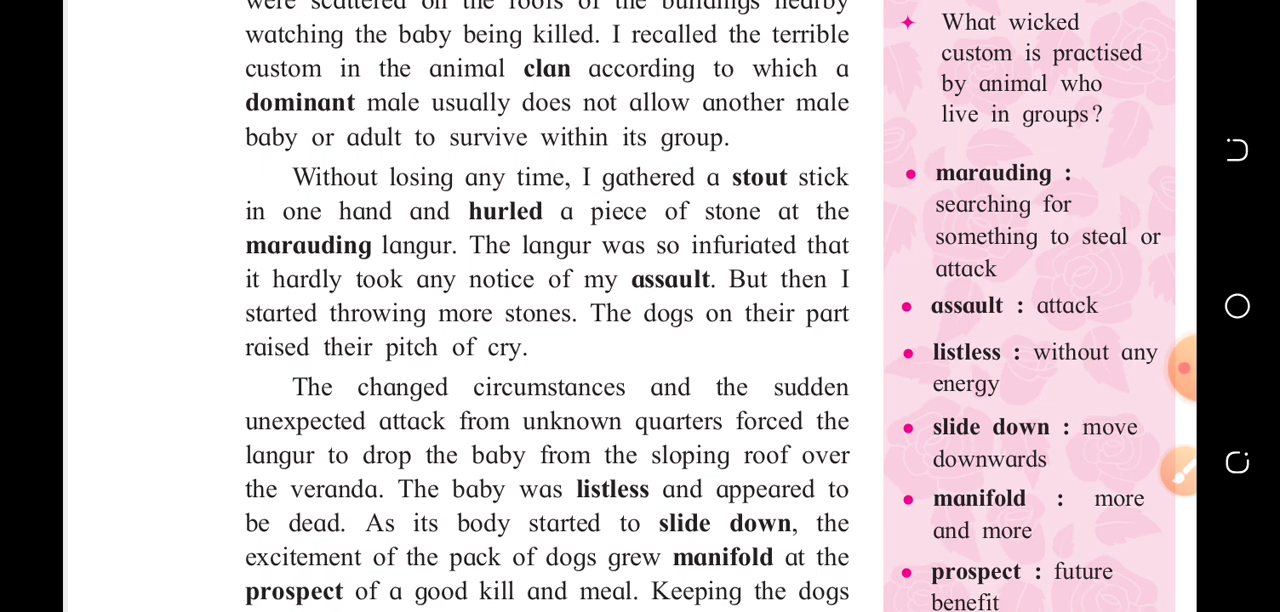 were scattered on the roofs of the buildings nearby
watching the baby being killed. I recalled the terrible
custom in the animal clan according to which a
dominant male usually does not allow another male
baby or adult to survive within its group.
Without losing any time, I gathered a stout stick
in one hand and hurled a piece of stone at the
marauding langur. The langur was so infuriated that
it hardly took any notice of my assault. But then I
started throwing more stones. The dogs on their part
raised their pitch of cry.
The changed circumstances and the sudden
unexpected attack from unknown quarters forced the
langur to drop the baby from the sloping roof over
the veranda. The baby was listless and appeared to
be dead. As its body started to slide down, the
excitement of the pack of dogs grew manifold at the
prospect of a good kill and meal. Keeping the dogs
What wicked
custom is practised
by animal who
live in groups?
marauding :
searching for
something to steal or
attack
assault : attack
listless : without any
energy
slide down : move
downwards
manifold : more
and more
prospect : future
benefit